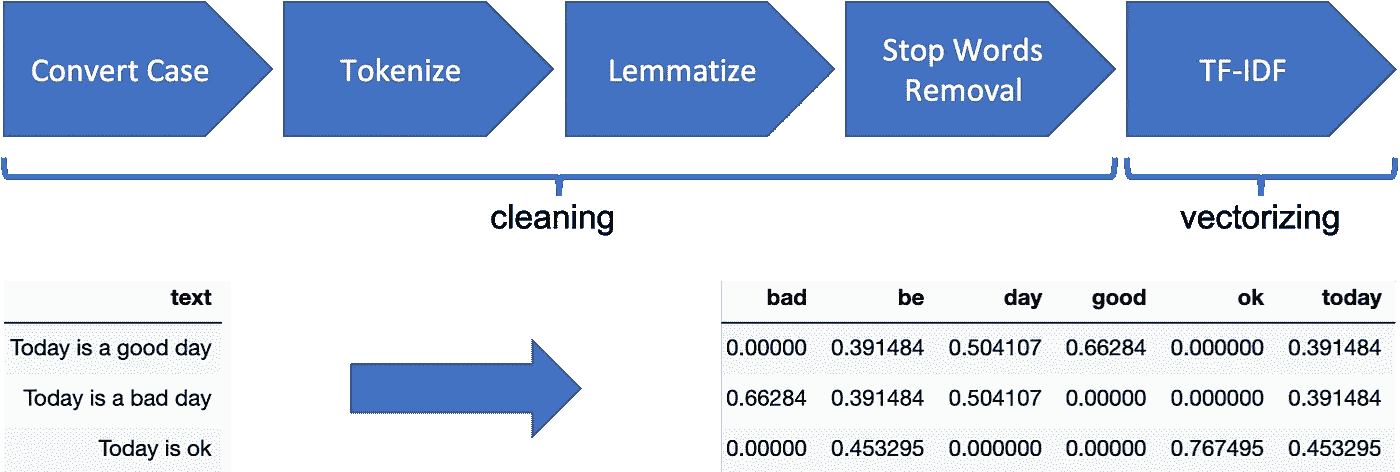 Convert Case
Tokenize
Lemmatize
Stop Words
Removal
TF-IDF
cleaning
vectorizing
text
Today is a good day
Today is a bad day
Today is ok
bad be day good ok today
0.00000 0.391484 0.504107 0.66284 0.000000 0.391484
0.66284 0.391484 0.504107 0.00000 0.000000 0.391484
0.00000 0.453295 0.000000 0.00000 0.767495 0.453295